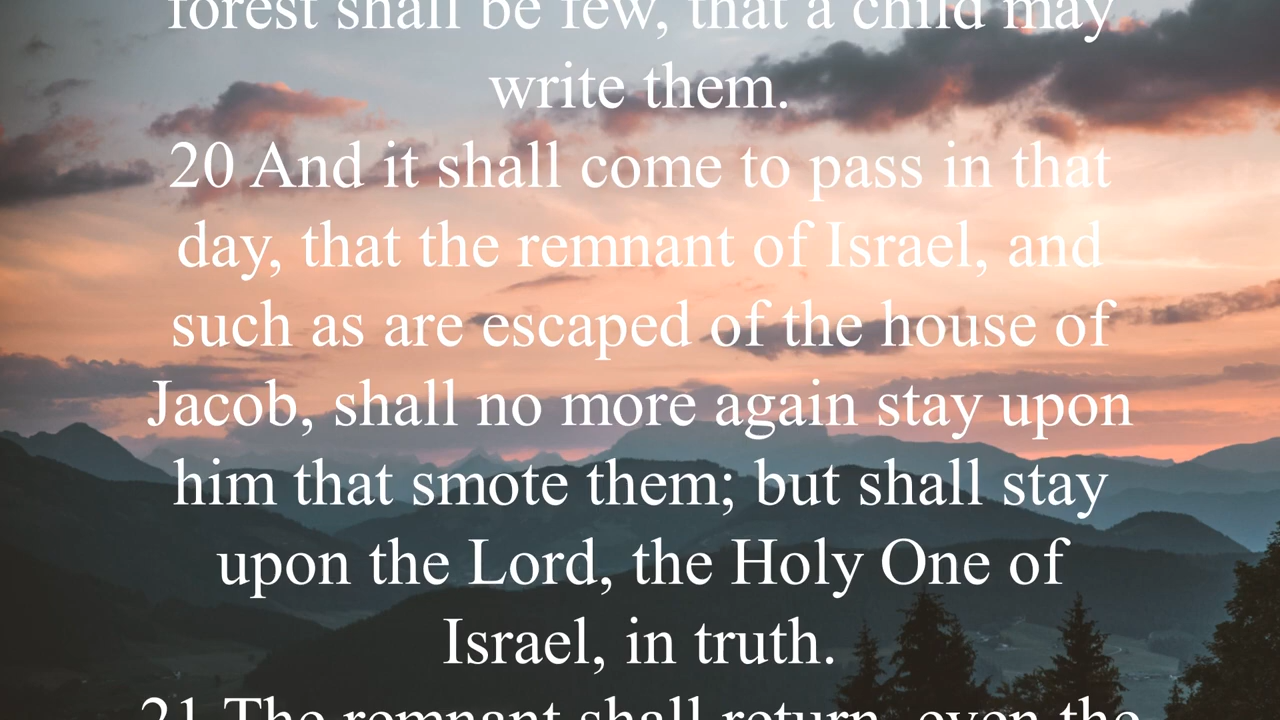 forest shall be few, that a child may
write them.
20 And it shall come to pass in that
day, that the remnant of Israel, and
such as are escaped of the house of
Jacob, shall no more again stay upon
him that smote them; but shall stay
upon the Lord, the Holy One of
Israel, in truth.
21 The remnant shall return, even the